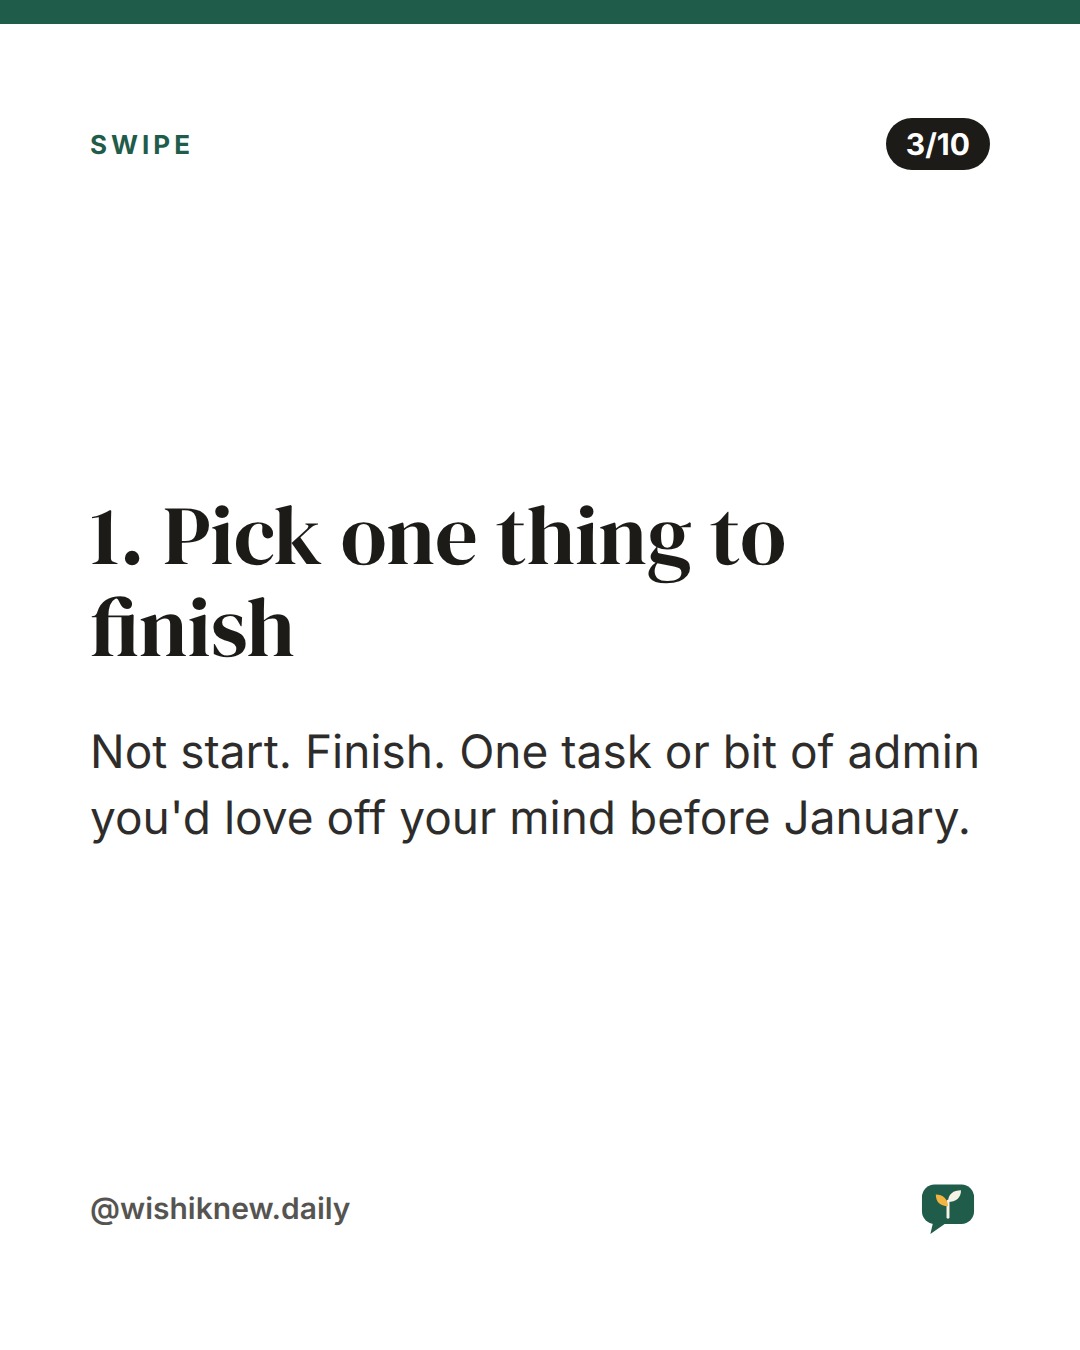 SWIPE
3/10
1. Pick one thing to
finish
Not start. Finish. One task or bit of admin
you'd love off your mind before January.
@wishiknew.daily